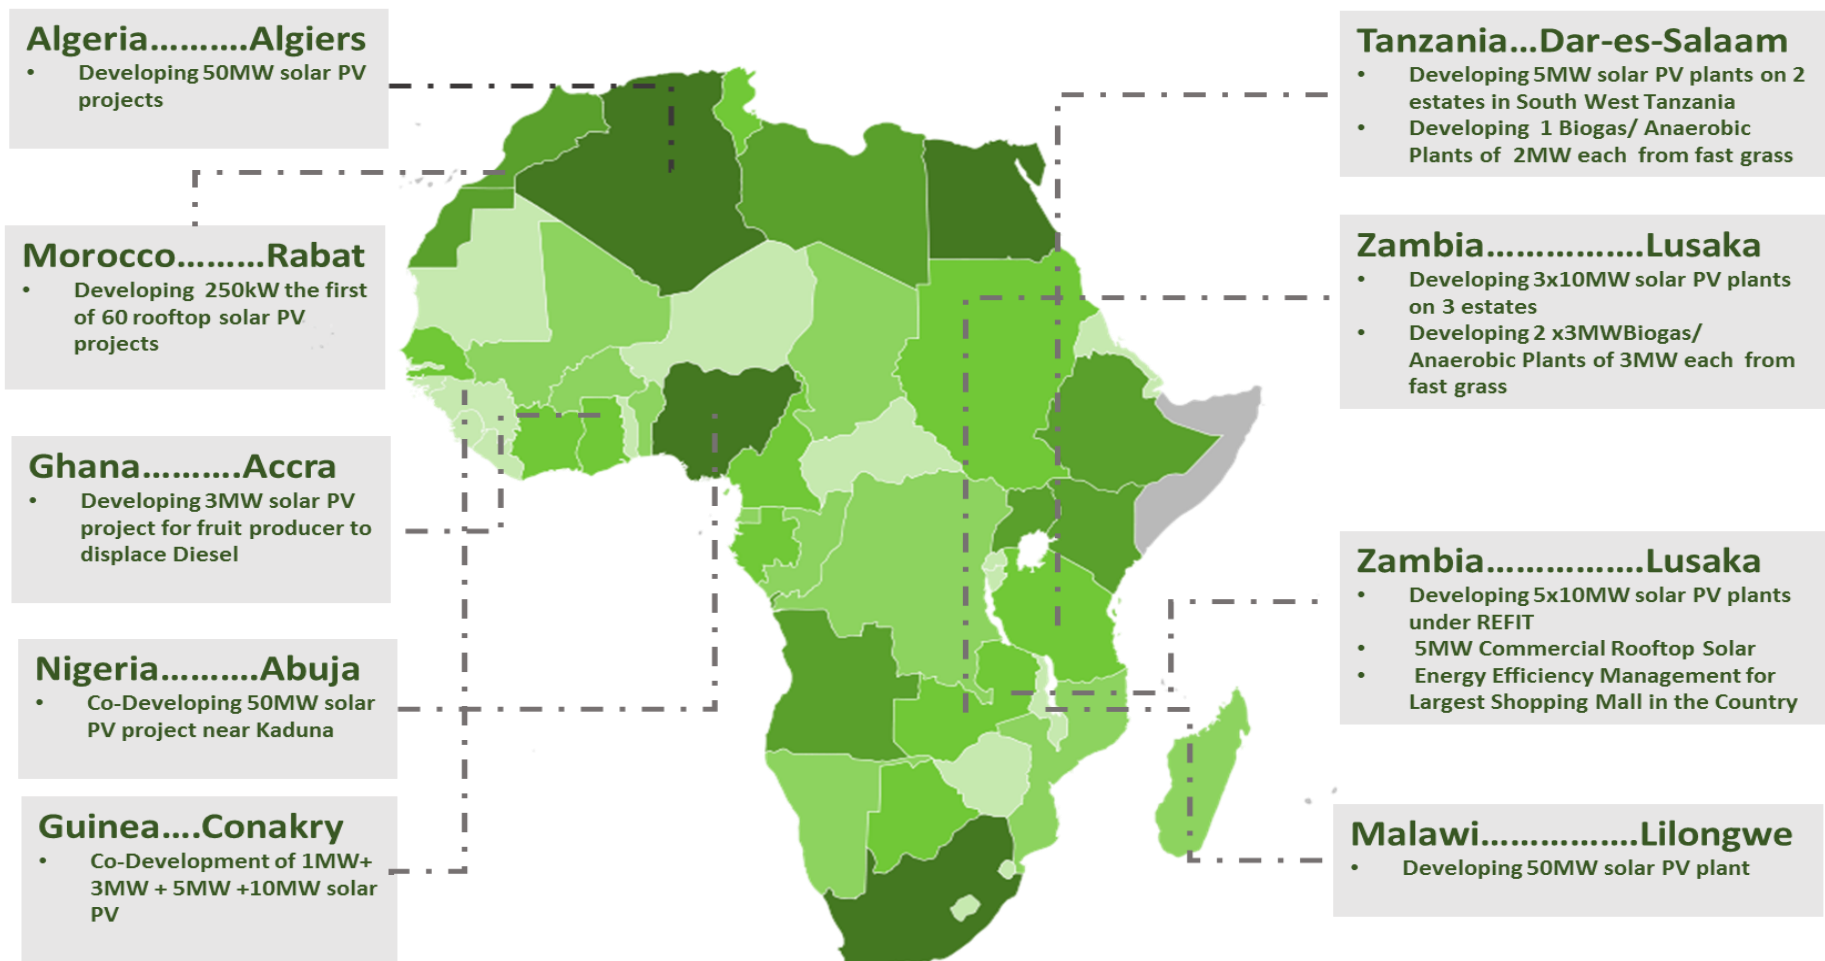 Algeria..........Algiers
• Developing 50MW solar PV
projects
Morocco.........Rabat
• Developing 250kW the first
of 60 rooftop solar PV
projects
Ghana..........Accra
• Developing 3MW solar PV
project for fruit producer to
displace Diesel
Nigeria..........Abuja
• Co-Developing 50MW solar
PV project near Kaduna
Guinea....Conakry
• Co-Development of 1MW+
3MW + 5MW +10MW solar
PV
Tanzania...Dar-es-Salaam
• Developing 5MW solar PV plants on 2
estates in South West Tanzania
• Developing 1 Biogas/ Anaerobic
Plants of 2MW each from fast grass
Zambia................Lusaka
• Developing 3x10MW solar PV plants
on 3 estates
• Developing 2 x3MWBiogas/
Anaerobic Plants of 3MW each from
fast grass
Zambia................Lusaka
• Developing 5x10MW solar PV plants
under REFIT
• 5MW Commercial Rooftop Solar
• Energy Efficiency Management for
Largest Shopping Mall in the Country
Malawi................Lilongwe
• Developing 50MW solar PV plant